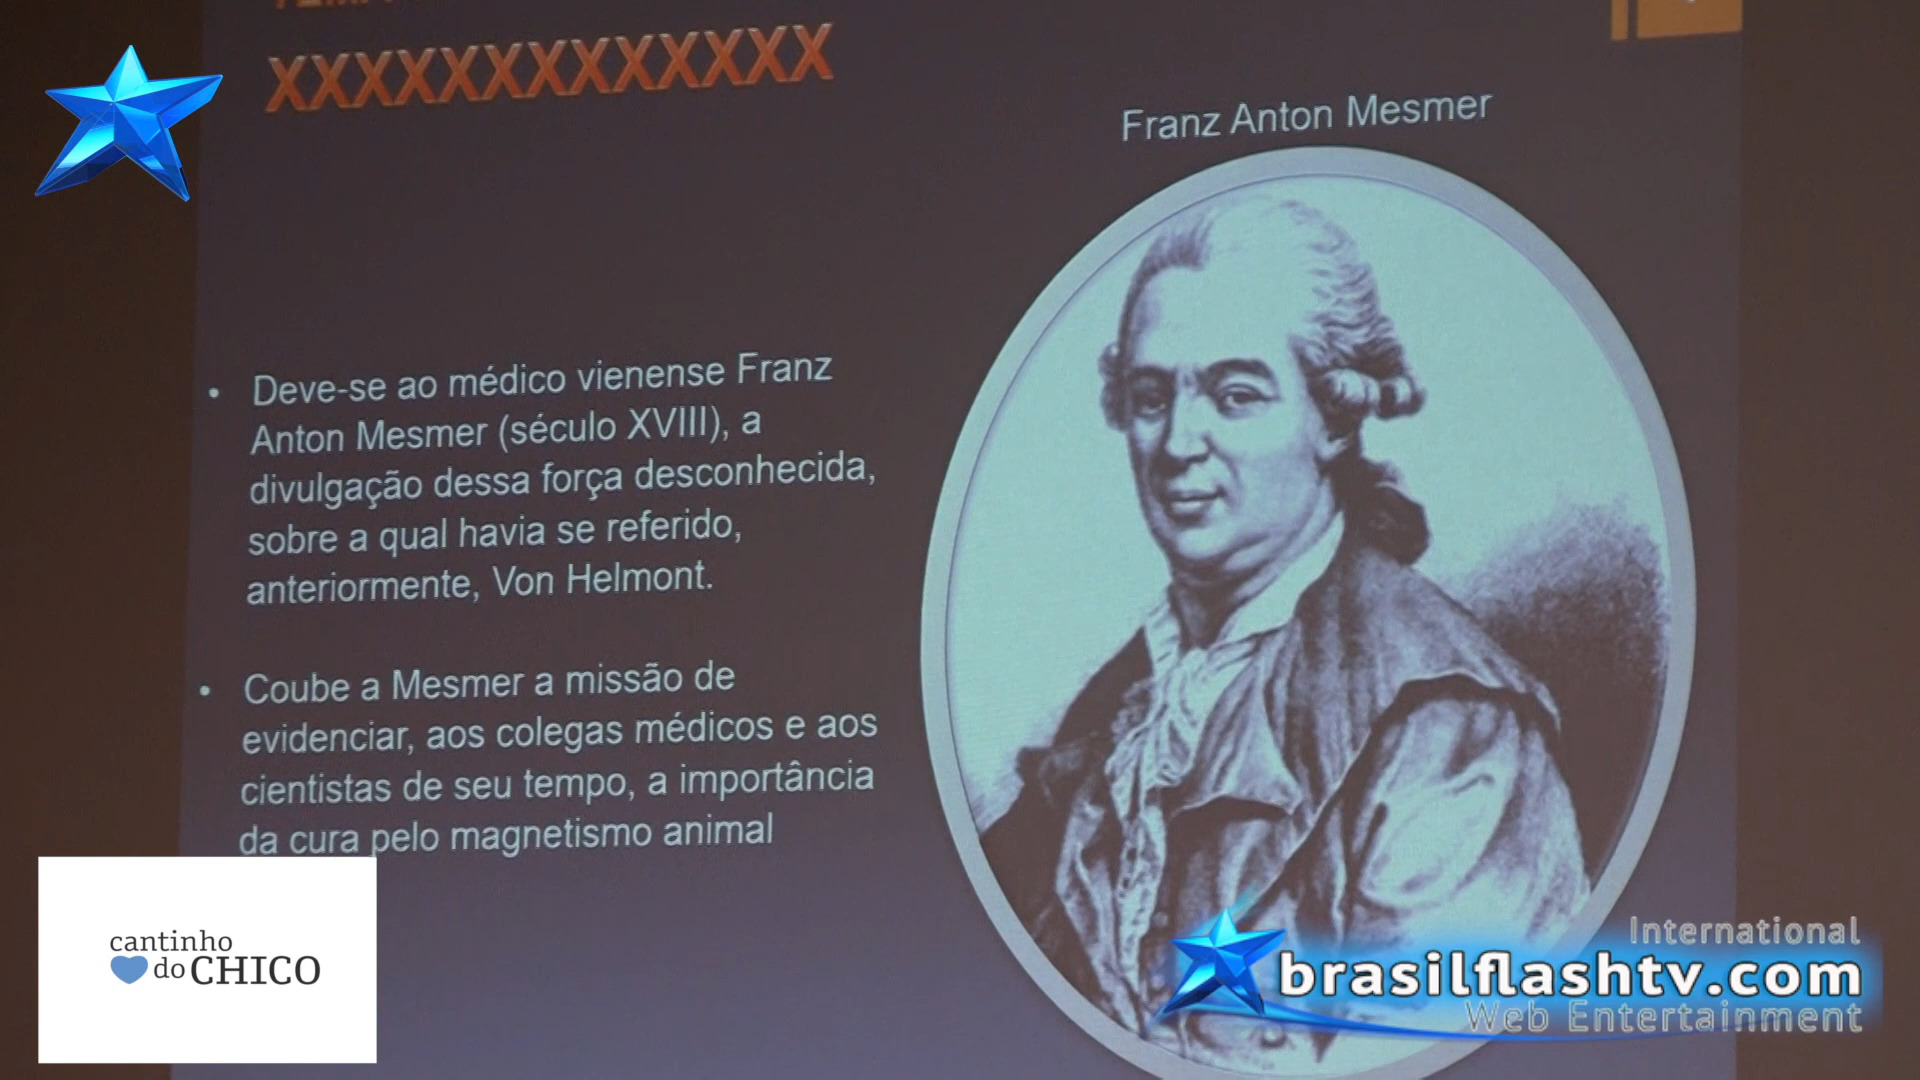 XXXXXXXXXXXXX
Franz Anton Mesmer
• Deve-se ao médico vienense Franz
Anton Mesmer (século XVIII), a
divulgação dessa força desconhecida,
sobre a qual havia se referido,
anteriormente, Von Helmont.
• Coube a Mesmer a missão de
evidenciar, aos colegas médicos e aos
cientistas de seu tempo, a importância
da cura pelo magnetismo animal
cantinho
do CHICO
International
brasilflashtv.com
Web Entertainment